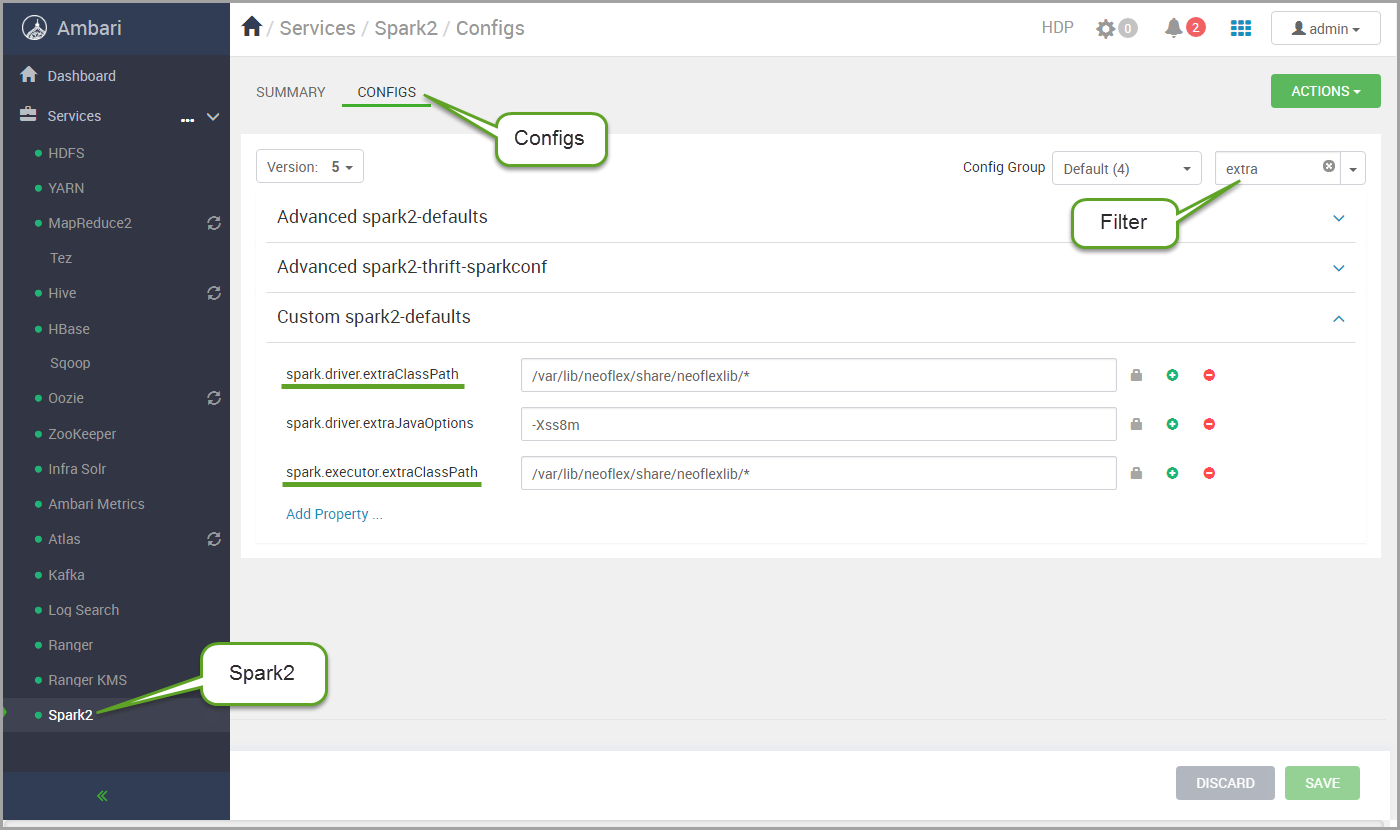 Ambari
/ Services / Spark2 / Configs
HDP
0
2
admin
Dashboard
Services
...
HDFS
YARN
MapReduce2
Tez
Hive
HBase
Sqoop
Oozie
ZooKeeper
Infra Solr
Ambari Metrics
Atlas
Kafka
Log Search
Ranger
Ranger KMS
Spark2
Spark2
SUMMARY
CONFIGS
Configs
ACTIONS
Version: 5
Config Group
Default (4)
extra
Filter
Advanced spark2-defaults
Advanced spark2-thrift-sparkconf
Custom spark2-defaults
spark.driver.extraClassPath
/var/lib/neoflex/share/neoflexlib/*
spark.driver.extraJavaOptions
-Xss8m
spark.executor.extraClassPath
/var/lib/neoflex/share/neoflexlib/*
Add Property ...
DISCARD
SAVE